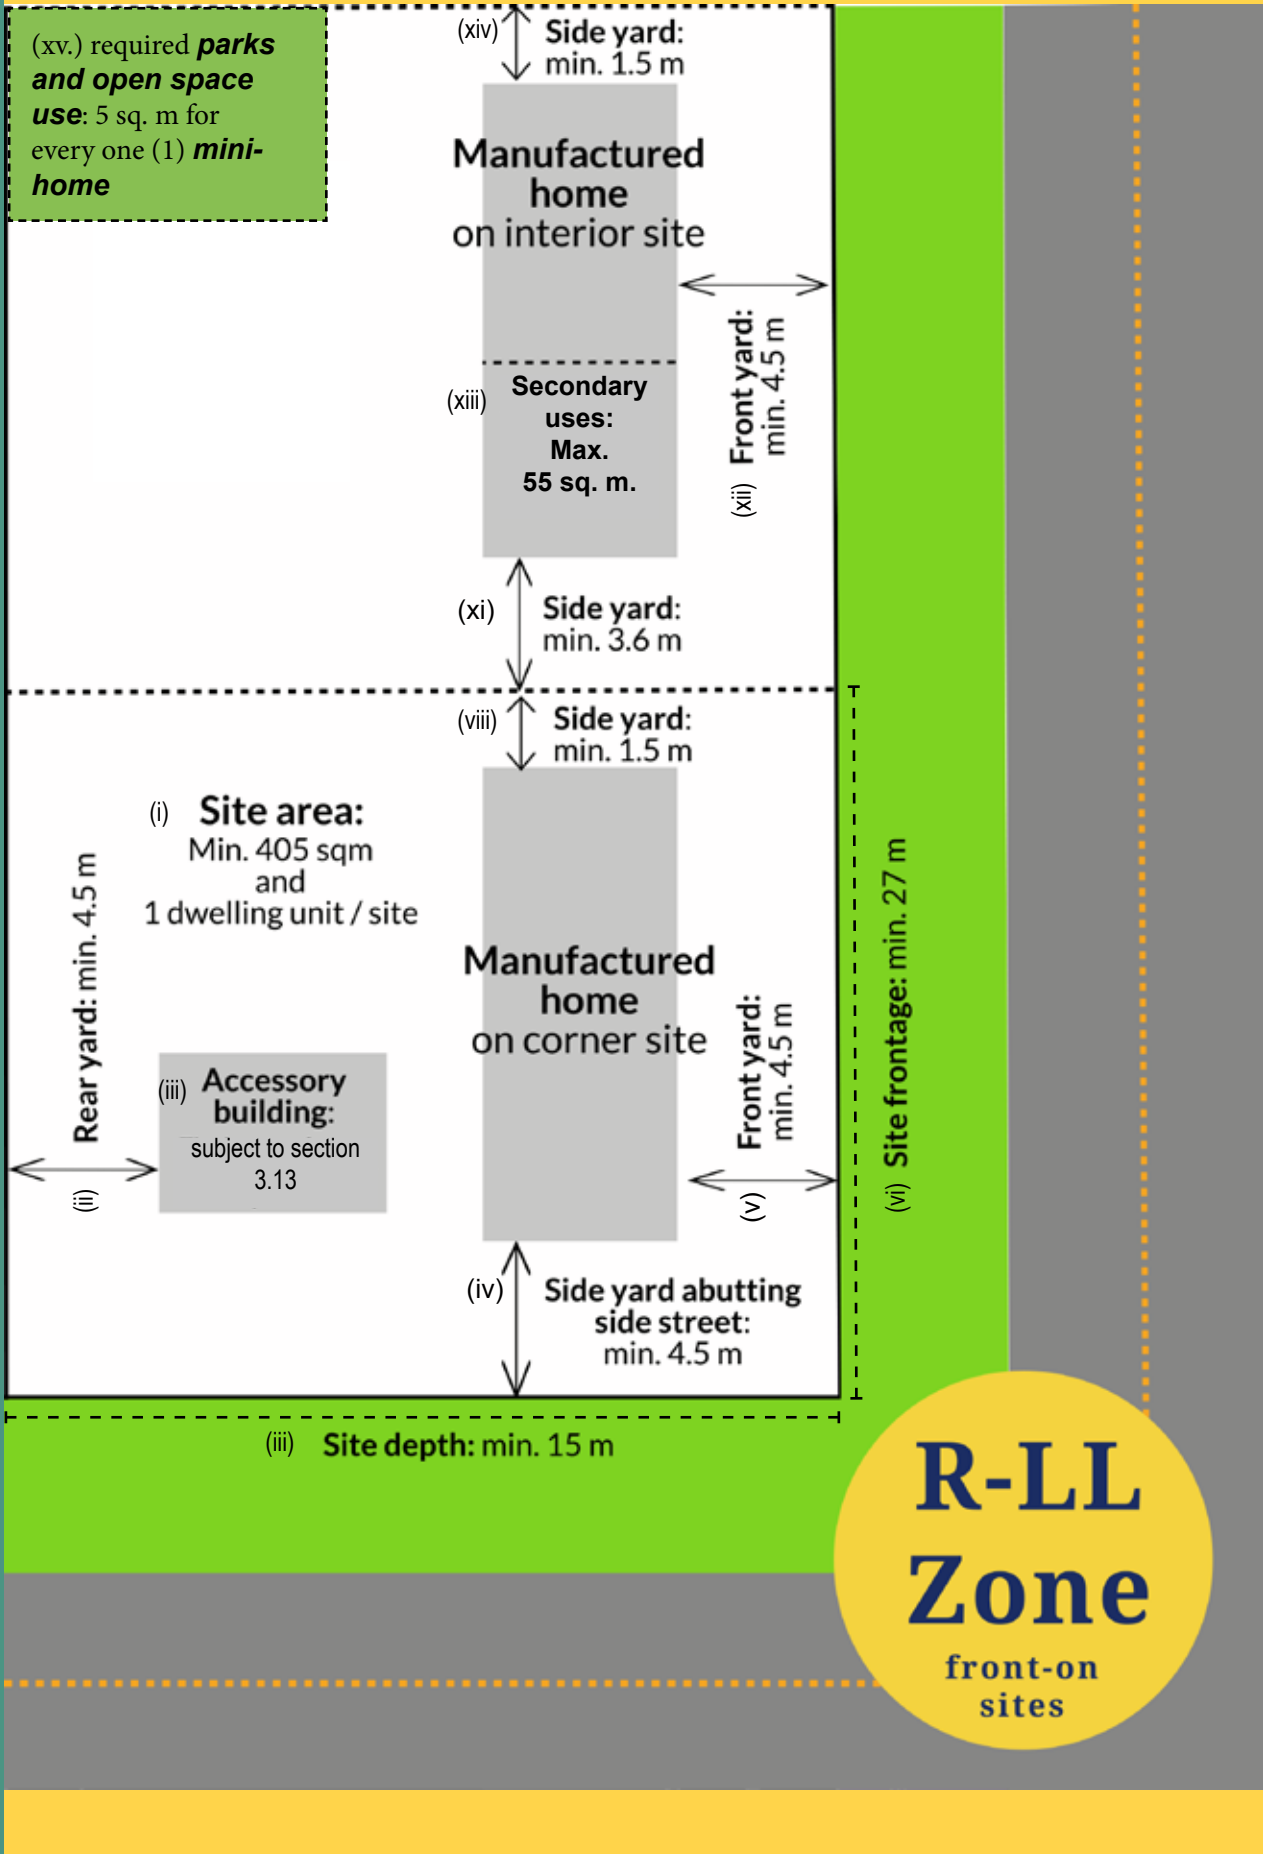 (xv.) required parks
and open space
use: 5 sq. m for
every one (1) mini-
home
(xiv) Side yard:
min. 1.5 m
Manufactured
home
on interior site
(xii) Front yard:
min. 4.5 m
(xiii) Secondary
uses:
Max.
55 sq. m.
(xi) Side yard:
min. 3.6 m
(viii) Side yard:
min. 1.5 m
(i) Site area:
Min. 405 sqm
and
1 dwelling unit / site
(ii) Rear yard: min. 4.5 m
(iii) Accessory
building:
subject to section
3.13
Manufactured
home
on corner site
(v) Front yard:
min. 4.5 m
(vi) Site frontage: min. 27 m
(iv) Side yard abutting
side street:
min. 4.5 m
(iii) Site depth: min. 15 m
R-LL
Zone
front-on
sites